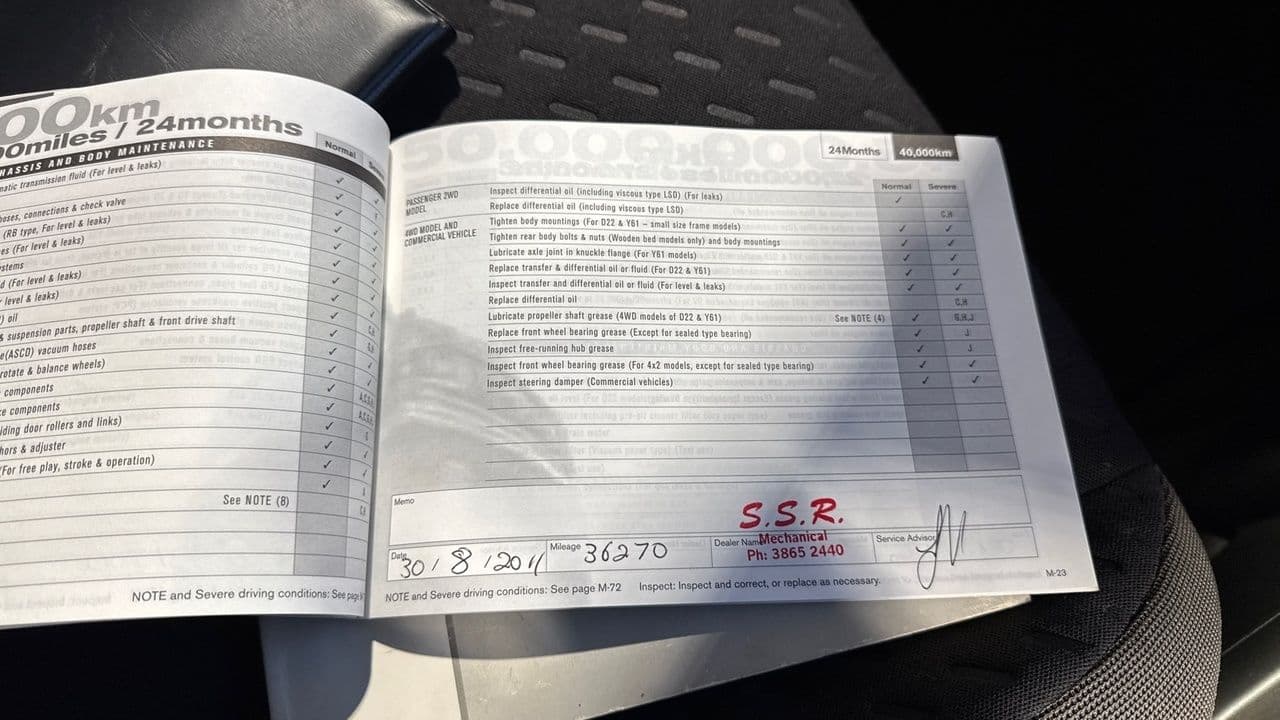 00km
00miles / 24months
CHASSIS AND BODY MAINTENANCE
Normal
transmission fluid (For level & leaks)
hoses, connections & check valve
(RB type, For level & leaks)
(For level & leaks)
(For level & leaks)
level & leaks)
oil
& suspension parts, propeller shaft & front drive shaft
(ASCD) vacuum hoses
rotate & balance wheels)
components
components
door rollers and links)
& adjuster
(For free play, stroke & operation)
See NOTE (8)
NOTE and Severe driving conditions: See page
24Months 40,000km
Normal Severe
PASSENGER 2WD MODEL
Inspect differential oil (including viscous type LSD) (For leaks) ✓
Replace differential oil (including viscous type LSD) C.H
4WD MODEL AND COMMERCIAL VEHICLE
Tighten body mountings (For D22 & Y61 – small size frame models) ✓ ✓
Tighten rear body bolts & nuts (Wooden bed models only) and body mountings ✓ ✓
Lubricate axle joint in knuckle flange (For Y61 models) ✓ ✓
Replace transfer & differential oil or fluid (For D22 & Y61) ✓ ✓
Inspect transfer and differential oil or fluid (For level & leaks) ✓ ✓
Replace differential oil C.H
Lubricate propeller shaft grease (4WD models of D22 & Y61) See NOTE (4) ✓ G.H.J
Replace front wheel bearing grease (Except for sealed type bearing) ✓ J
Inspect free-running hub grease ✓ J
Inspect front wheel bearing grease (For 4x2 models, except for sealed type bearing) ✓ ✓
Inspect steering damper (Commercial vehicles) ✓ ✓
Memo
Date 30 / 8 / 2011
Mileage 36270
Dealer Name
S.S.R.
Mechanical
Ph: 3865 2440
Service Advisor
NOTE and Severe driving conditions: See page M-72 Inspect: Inspect and correct, or replace as necessary.
M-23